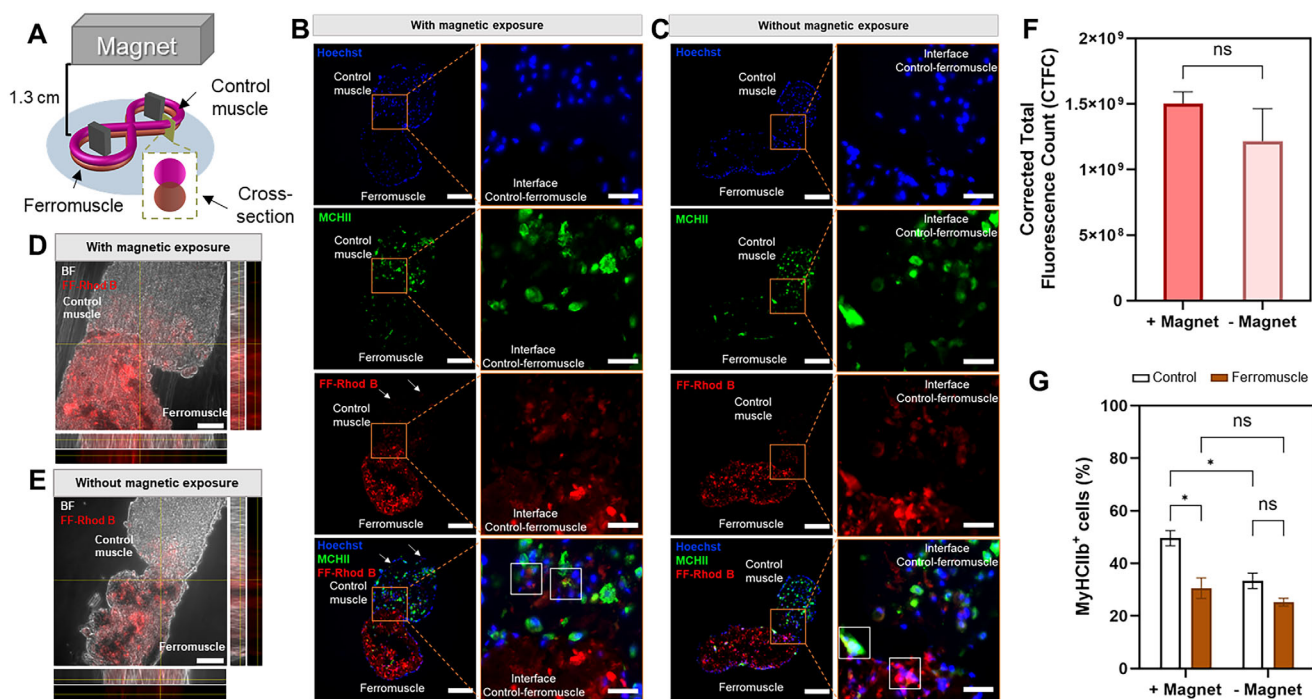 A
Magnet
1.3 cm
Control
muscle
Ferromuscle
Cross-
section
B
With magnetic exposure
Hoechst
Control
muscle
Ferromuscle
Interface
Control-ferromuscle
MCHII
Control
muscle
Ferromuscle
Interface
Control-ferromuscle
FF-Rhod B
Control
muscle
Ferromuscle
Interface
Control-ferromuscle
Hoechst
MCHII
FF-Rhod B
Control
muscle
Ferromuscle
Interface
Control-ferromuscle
C
Without magnetic exposure
Hoechst
Control
muscle
Ferromuscle
Interface
Control-ferromuscle
MCHII
Control
muscle
Ferromuscle
Interface
Control-ferromuscle
FF-Rhod B
Control
muscle
Ferromuscle
Interface
Control-ferromuscle
Hoechst
MCHII
FF-Rhod B
Control
muscle
Ferromuscle
Interface
Control-ferromuscle
D
With magnetic exposure
BF
FF-Rhod B
Control
muscle
Ferromuscle
E
Without magnetic exposure
BF
FF-Rhod B
Control
muscle
Ferromuscle
F
Corrected Total
Fluorescence Count (CTFC)
2×10⁹
1.5×10⁹
1×10⁹
5×10⁸
0
ns
+ Magnet
- Magnet
G
Control
Ferromuscle
MyHCIIb⁺ cells (%)
100
80
60
40
20
0
ns
*
*
ns
+ Magnet
- Magnet